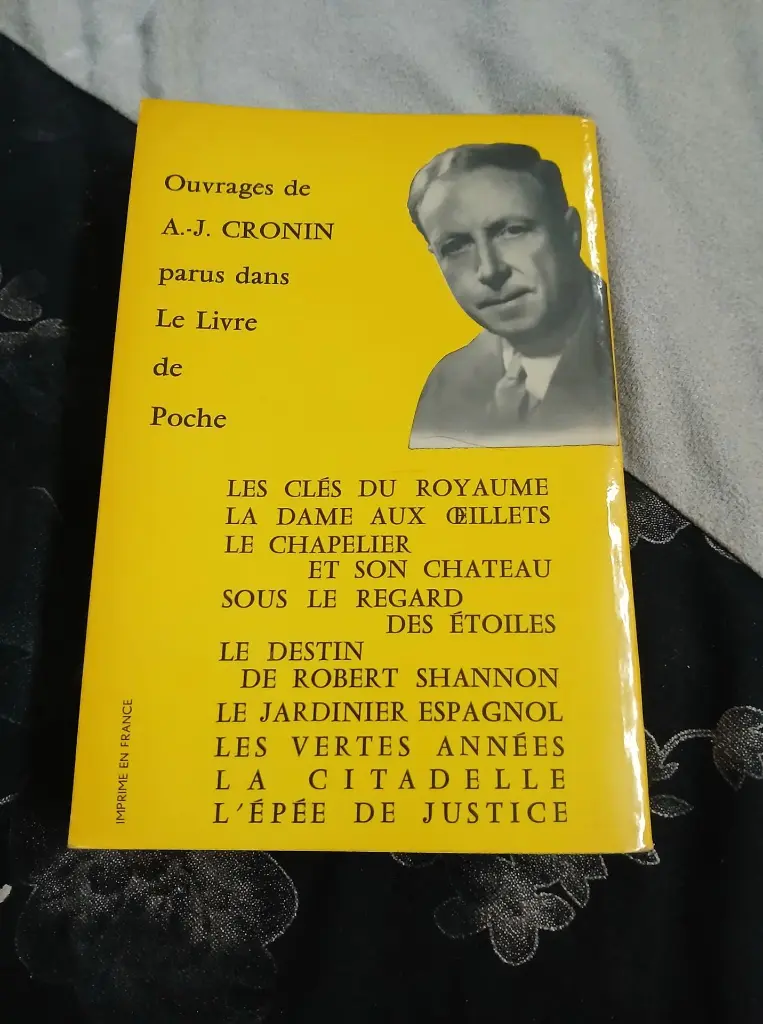 Ouvrages de
A.-J. CRONIN
parus dans
Le Livre
de
Poche
LES CLÉS DU ROYAUME
LA DAME AUX ŒILLETS
LE CHAPELIER
ET SON CHATEAU
SOUS LE REGARD
DES ÉTOILES
LE DESTIN
DE ROBERT SHANNON
LE JARDINIER ESPAGNOL
LES VERTES ANNÉES
LA CITADELLE
L'ÉPÉE DE JUSTICE
IMPRIME EN FRANCE